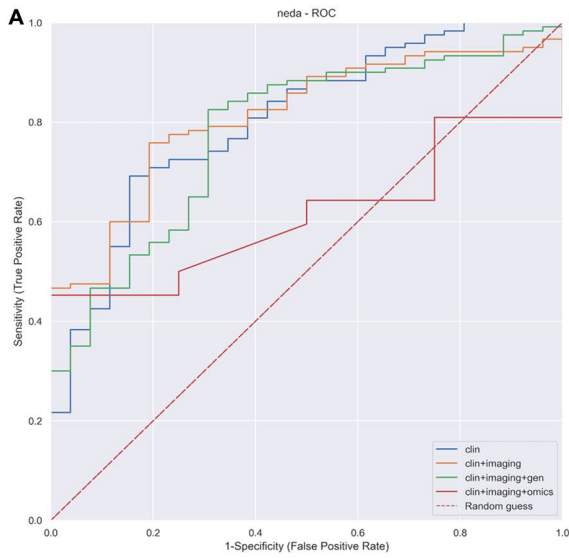 A
neda - ROC
1.0
0.8
0.6
0.4
0.2
0.0
Sensitivity (True Positive Rate)
0.0 0.2 0.4 0.6 0.8 1.0
1-Specificity (False Positive Rate)
clin
clin+imaging
clin+imaging+gen
clin+imaging+omics
Random guess